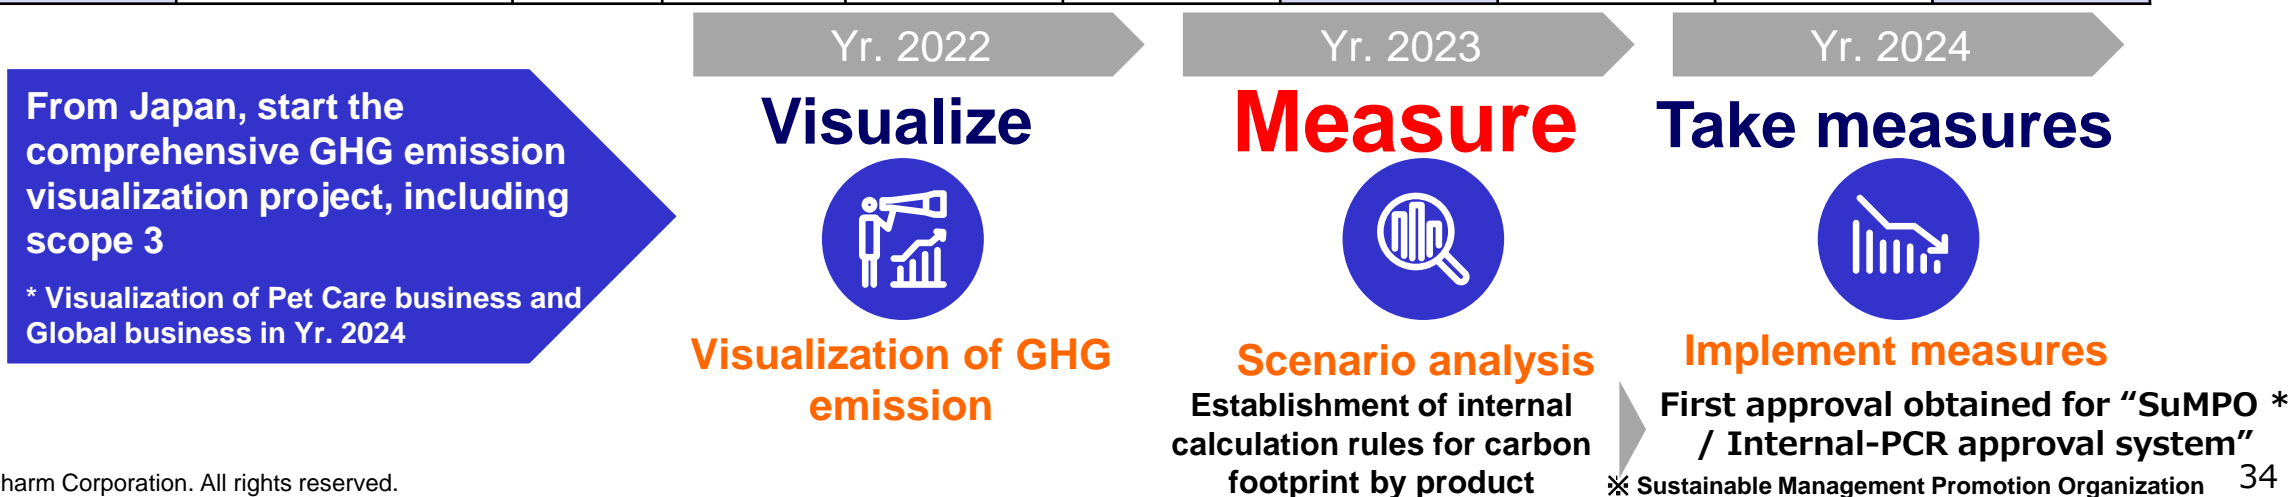 From Japan, start the
comprehensive GHG emission
visualization project, including
scope 3
* Visualization of Pet Care business and
Global business in Yr. 2024
Yr. 2022
Visualize
Visualization of GHG
emission
Yr. 2023
Measure
Scenario analysis
Establishment of internal
calculation rules for carbon
footprint by product
Yr. 2024
Take measures
Implement measures
First approval obtained for “SuMPO *
/ Internal-PCR approval system”
※ Sustainable Management Promotion Organization
harm Corporation. All rights reserved.
34